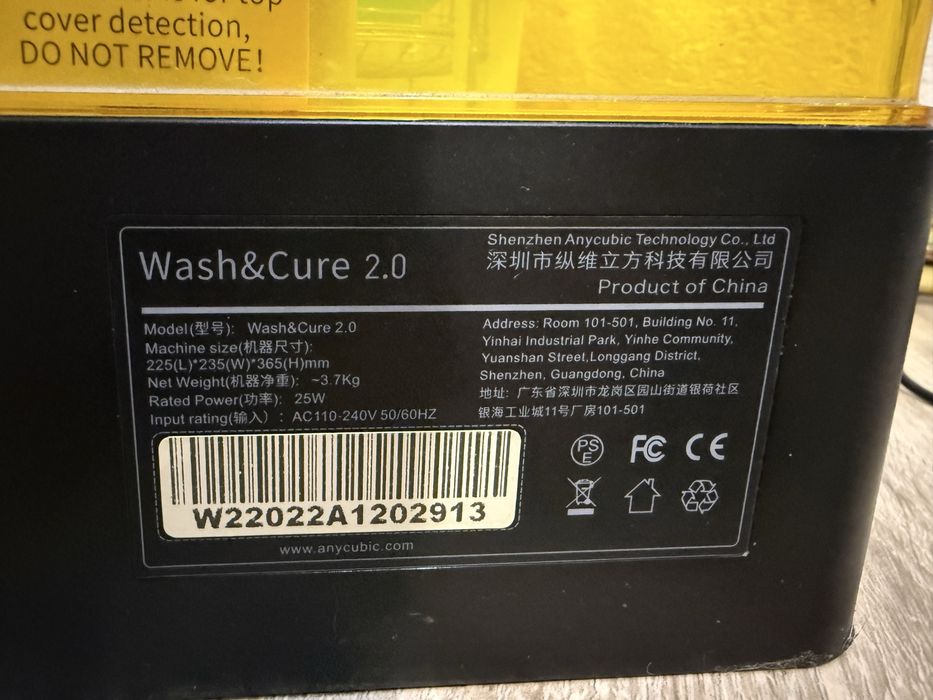 for top
cover detection,
DO NOT REMOVE!
Wash&Cure 2.0
Shenzhen Anycubic Technology Co., Ltd
深圳市纵维立方科技有限公司
Product of China
Model(型号): Wash&Cure 2.0
Machine size(机器尺寸):
225(L)*235(W)*365(H)mm
Net Weight(机器净重): ~3.7Kg
Rated Power(功率): 25W
Input rating(输入): AC110-240V 50/60HZ
Address: Room 101-501, Building No. 11,
Yinhai Industrial Park, Yinhe Community,
Yuanshan Street,Longgang District,
Shenzhen, Guangdong, China
地址: 广东省深圳市龙岗区园山街道银荷社区
银海工业城11号厂房101-501
PS
E
FC
CE
W22022A1202913
www.anycubic.com